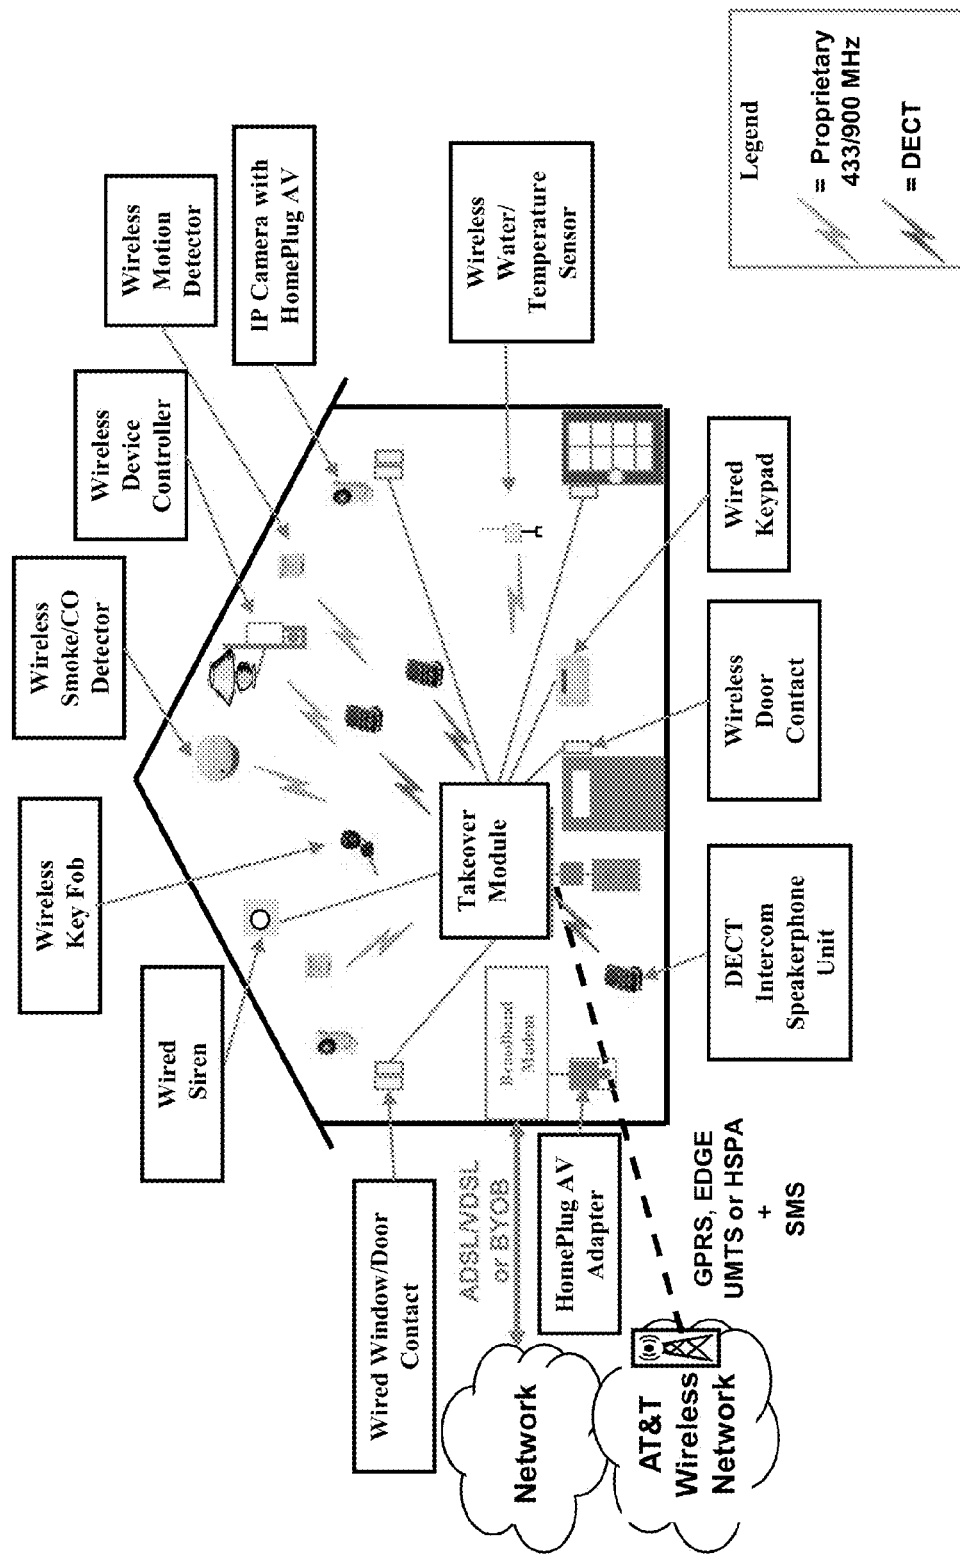 Wireless
Smoke/CO
Detector
Wireless
Device
Controller
Wireless
Motion
Detector
IP Camera with
HomePlug AV
Wireless
Key Fob
Wired
Siren
Wireless
Water/
Temperature
Sensor
Wired Window/Door
Contact
Takeover
Module
Broadband
Modem
ADSL/VDSL
or BYOB
HomePlug AV
Adapter
Network
AT&T
Wireless
Network
GPRS, EDGE
UMTS or HSPA
+
SMS
DECT
Intercom
Speakerphone
Unit
Wireless
Door
Contact
Wired
Keypad
Legend
= Proprietary
433/900 MHz
= DECT